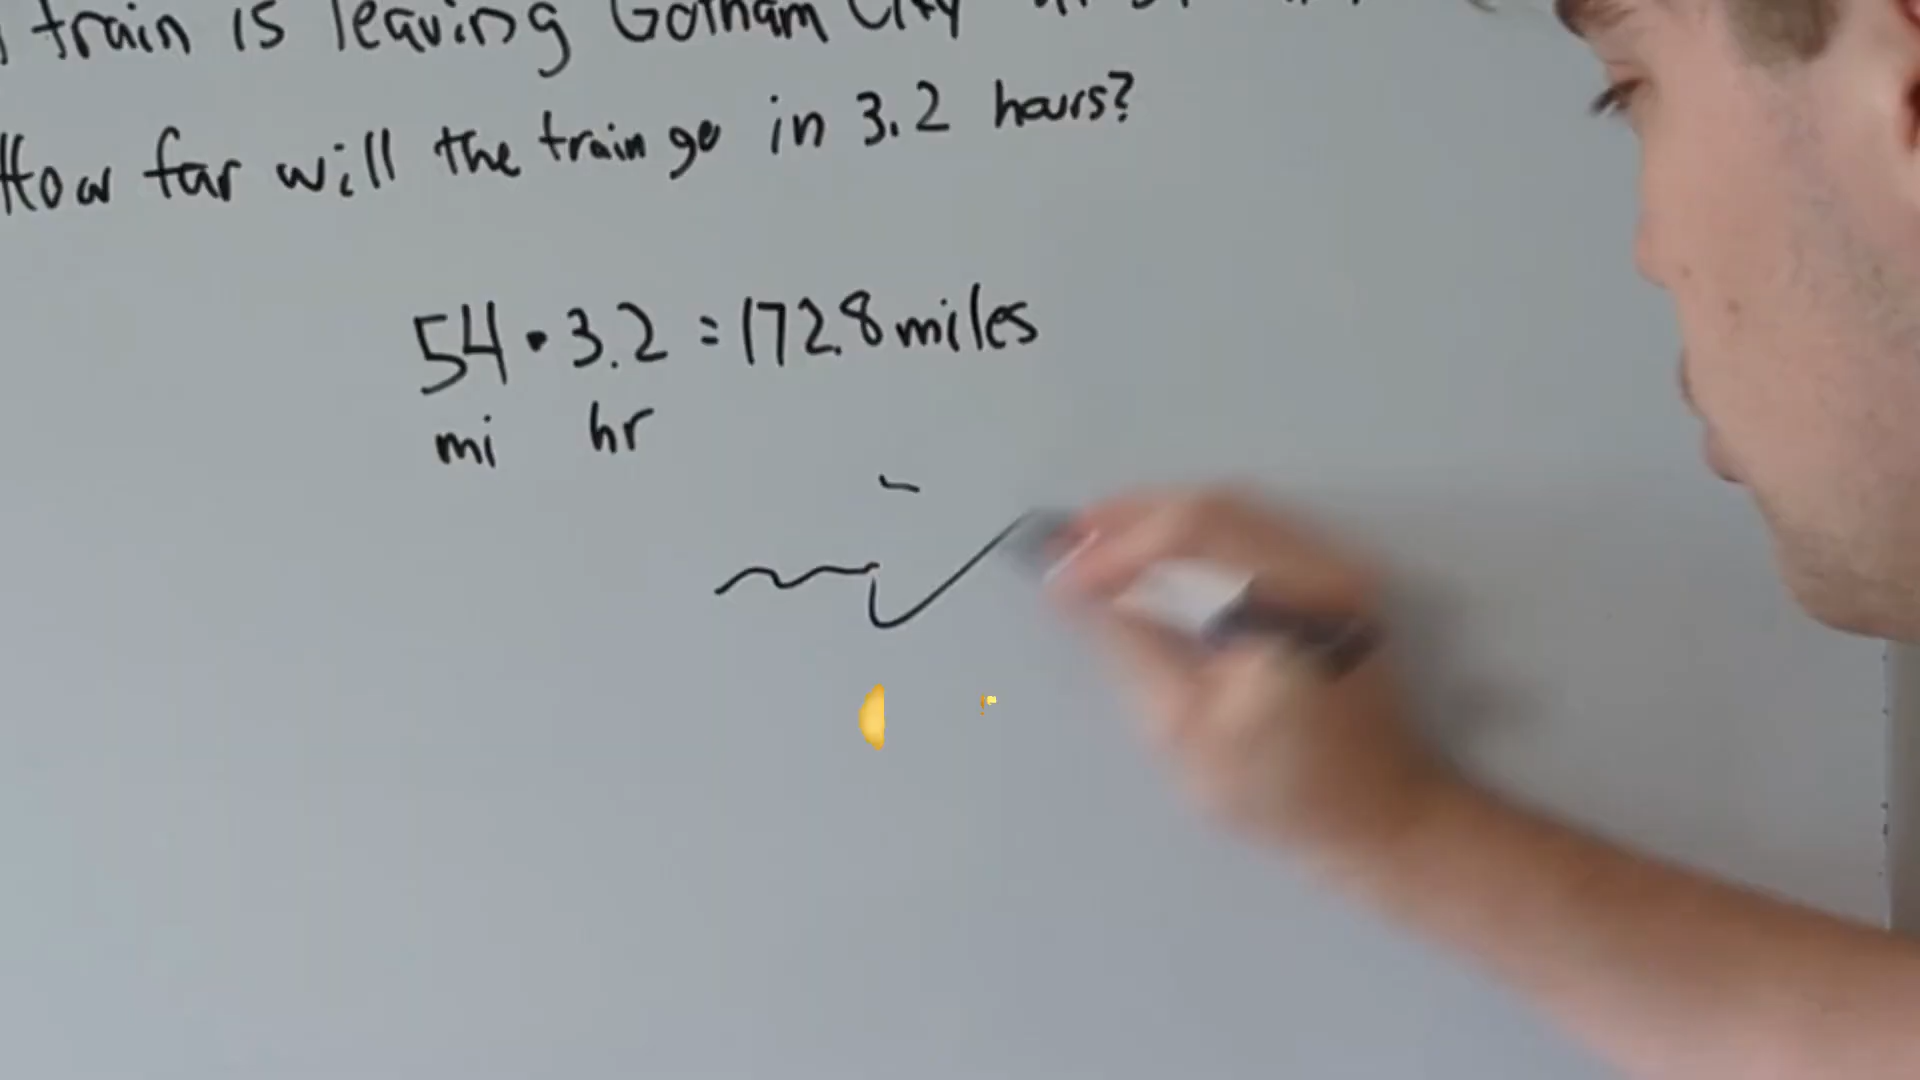 train is leaving Gotham City
How far will the train go in 3.2 hours?
54 • 3.2 = 172.8 miles
mi hr